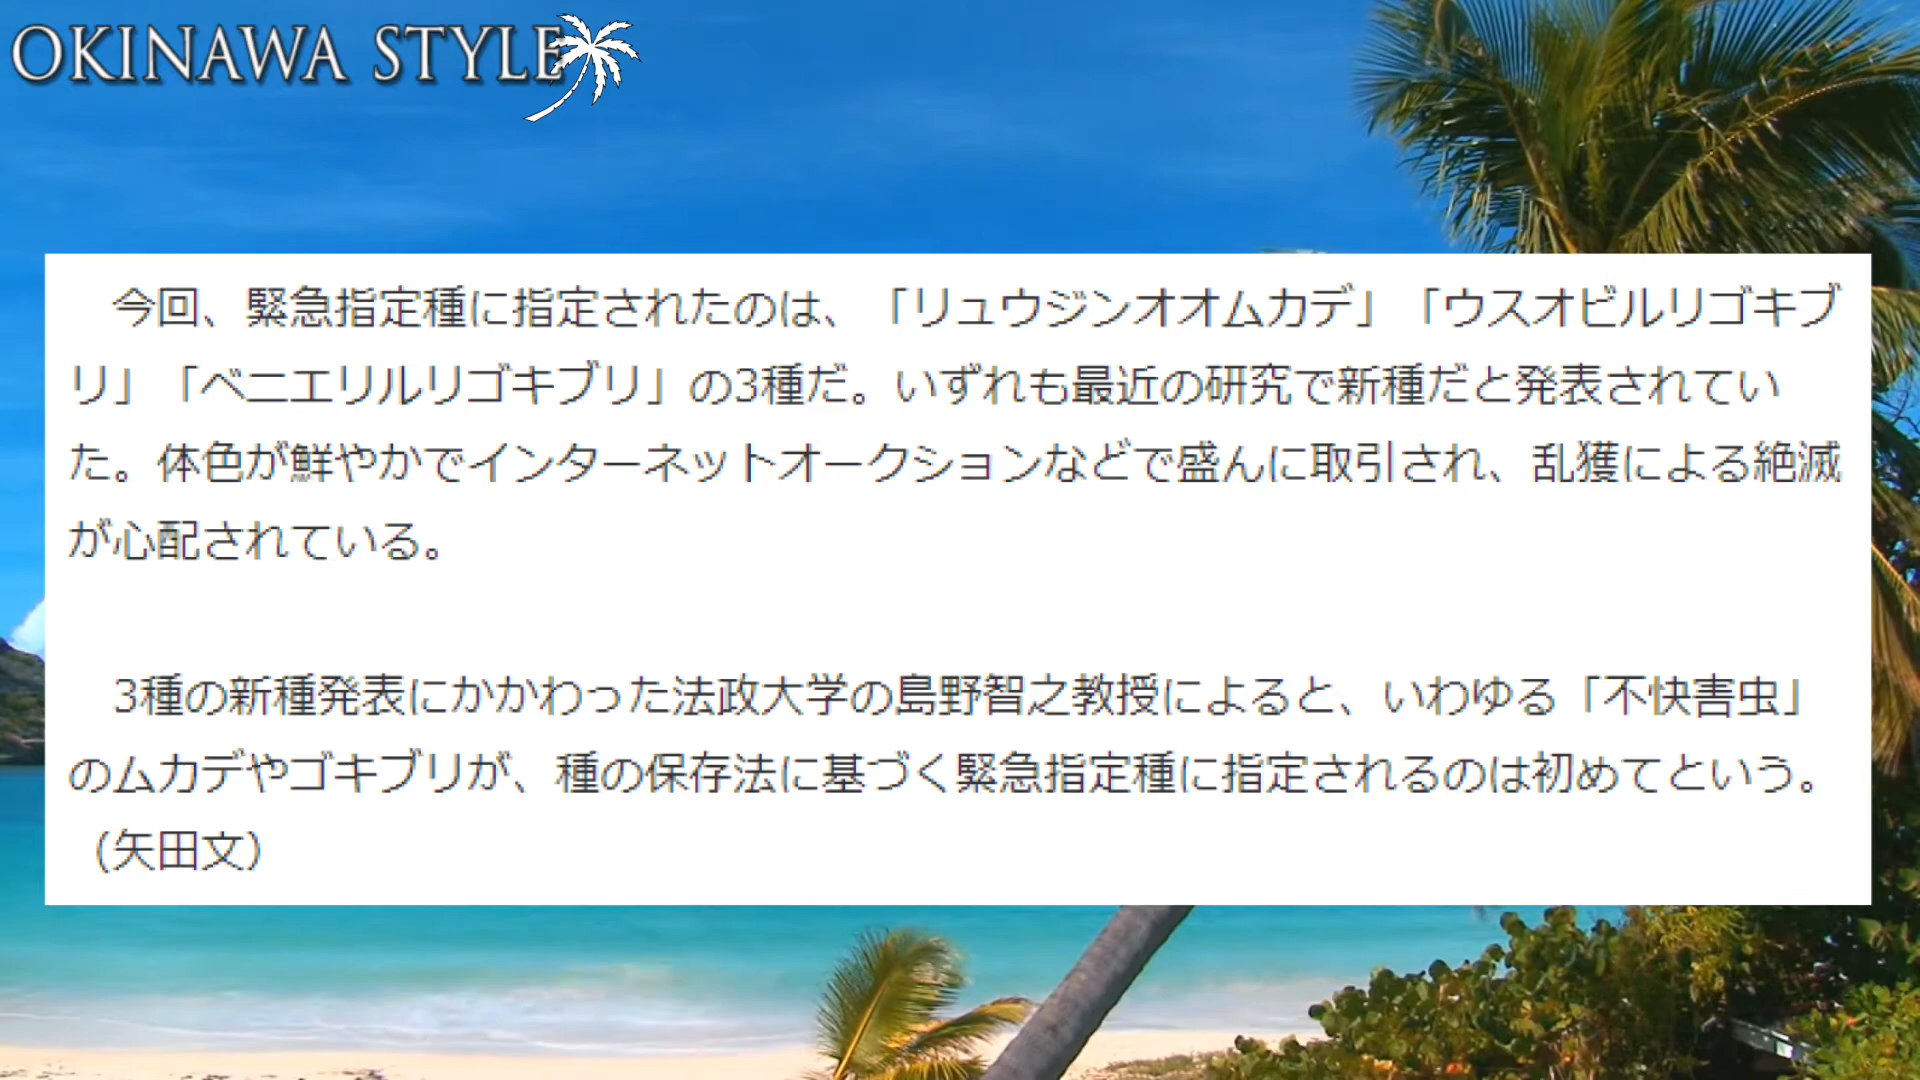 OKINAWA STYLE
今回、緊急指定種に指定されたのは、「リュウジンオオムカデ」「ウスオビルリゴキブ
リ」「ベニエリルリゴキブリ」の3種だ。いずれも最近の研究で新種だと発表されてい
た。体色が鮮やかでインターネットオークションなどで盛んに取引され、乱獲による絶滅
が心配されている。
3種の新種発表にかかわった法政大学の島野智之教授によると、いわゆる「不快害虫」
のムカデやゴキブリが、種の保存法に基づく緊急指定種に指定されるのは初めてという。
（矢田文）